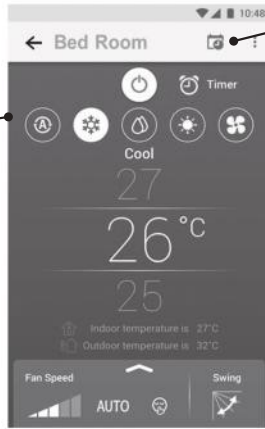 10:48
Bed Room
Timer
A
Cool
27
26°C
25
Indoor temperature is 27°C
Outdoor temperature is 32°C
Fan Speed
Swing
AUTO